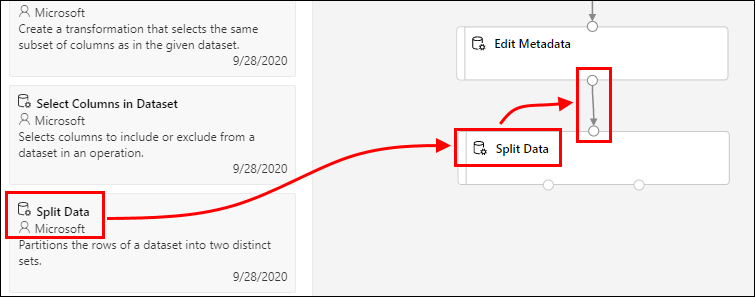 Microsoft
Create a transformation that selects the same
subset of columns as in the given dataset.
9/28/2020
Select Columns in Dataset
Microsoft
Selects columns to include or exclude from a
dataset in an operation.
9/28/2020
Split Data
Microsoft
Partitions the rows of a dataset into two distinct
sets.
9/28/2020
Edit Metadata
Split Data